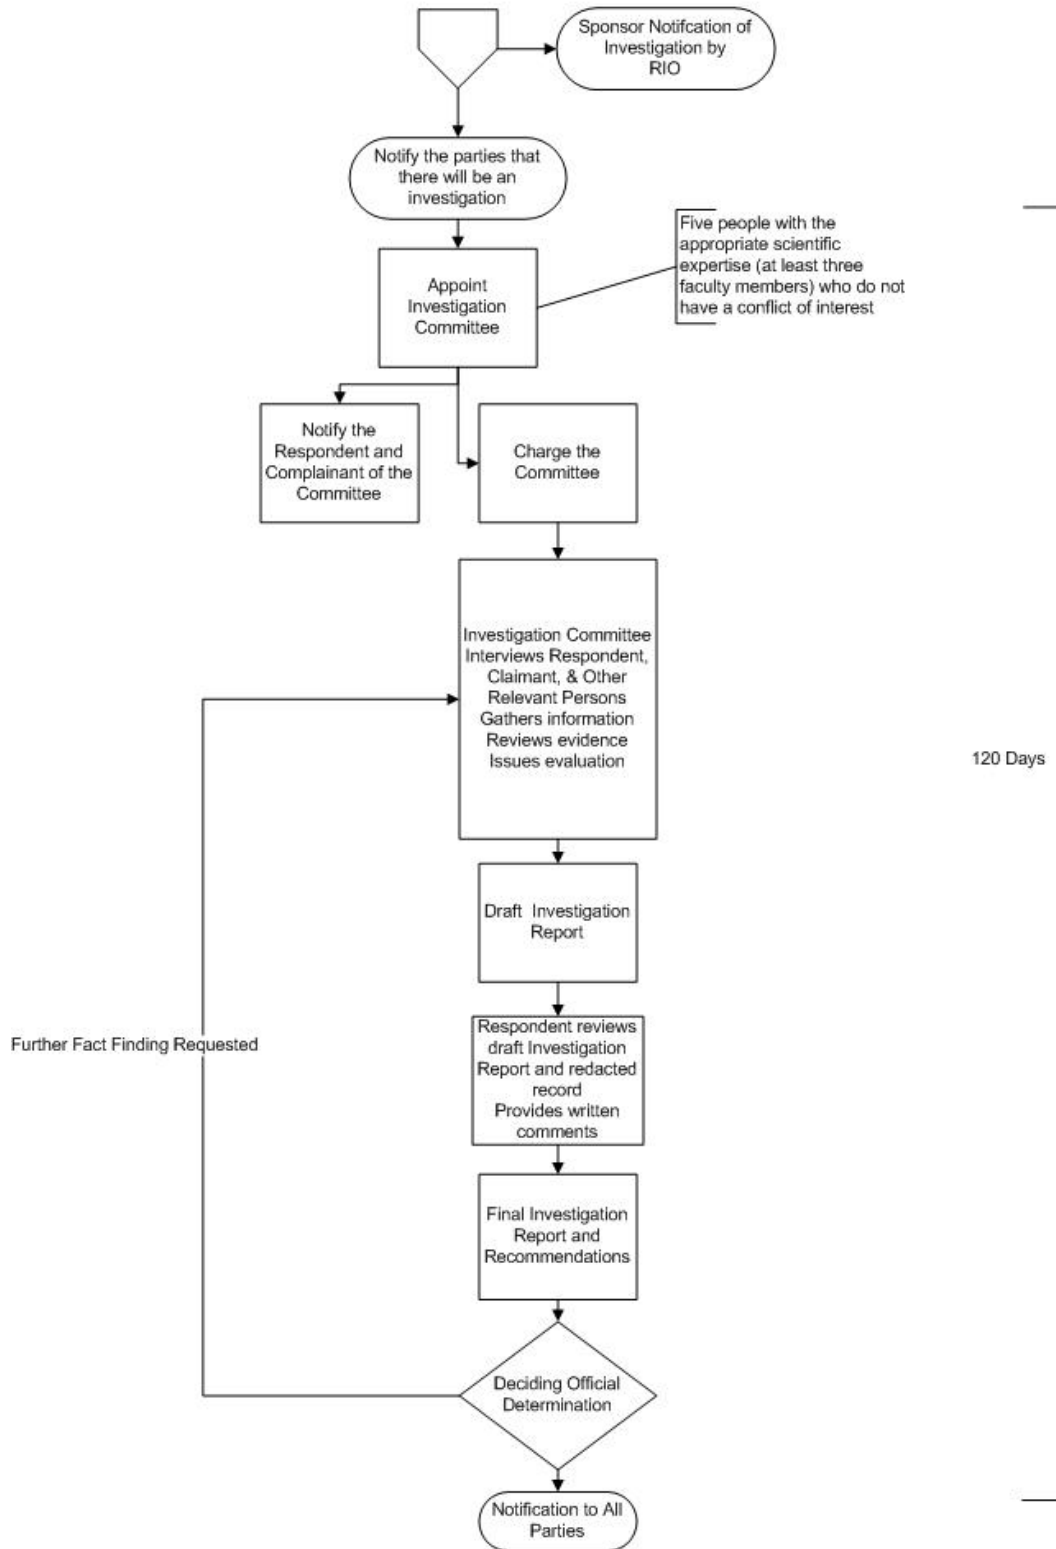 Sponsor Notifcation of
Investigation by
RIO
Notify the parties that
there will be an
investigation
Five people with the
appropriate scientific
expertise (at least three
faculty members) who do not
have a conflict of interest
Appoint
Investigation
Committee
Notify the
Respondent and
Complainant of the
Committee
Charge the
Committee
Investigation Committee
Interviews Respondent,
Claimant, & Other
Relevant Persons
Gathers information
Reviews evidence
Issues evaluation
120 Days
Draft Investigation
Report
Further Fact Finding Requested
Respondent reviews
draft Investigation
Report and redacted
record
Provides written
comments
Final Investigation
Report and
Recommendations
Deciding Official
Determination
Notification to All
Parties